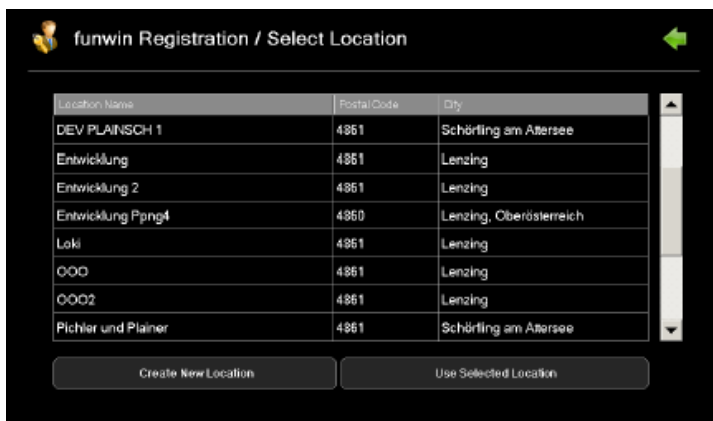 funwin Registration / Select Location
Location Name Postal Code City
DEV PLAINSCH 1 4861 Schörfling am Attersee
Entwicklung 4861 Lenzing
Entwicklung 2 4861 Lenzing
Entwicklung Ppng4 4860 Lenzing, Oberösterreich
Loki 4861 Lenzing
OOO 4861 Lenzing
OOO2 4861 Lenzing
Pichler und Plainer 4861 Schörfling am Attersee
Create New Location Use Selected Location